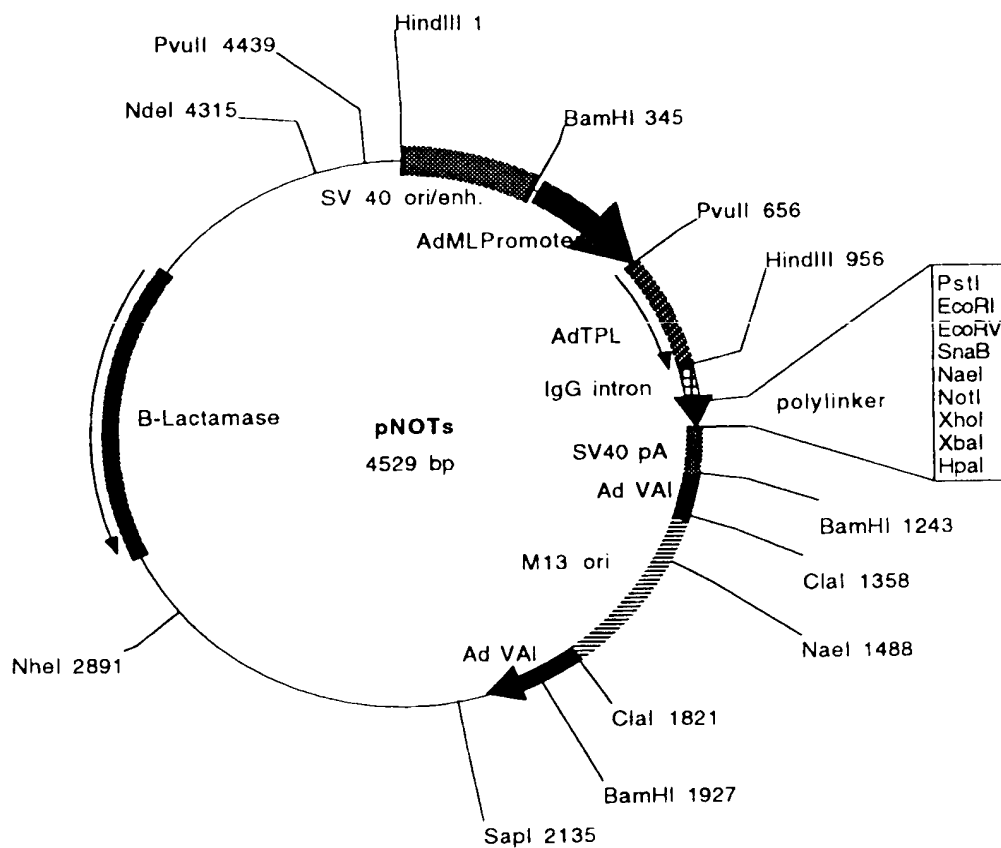 HindIII 1
PvuII 4439
NdeI 4315
BamHI 345
SV 40 ori/enh.
AdMLPromote
PvuII 656
HindIII 956
PstI
EcoRI
EcoRV
SnaB
NaeI
NotI
XhoI
XbaI
HpaI
AdTPL
IgG intron
polylinker
B-Lactamase
pNOTs
4529 bp
SV40 pA
Ad VAI
BamHI 1243
M13 ori
ClaI 1358
NaeI 1488
Ad VAI
NheI 2891
ClaI 1821
BamHI 1927
SapI 2135